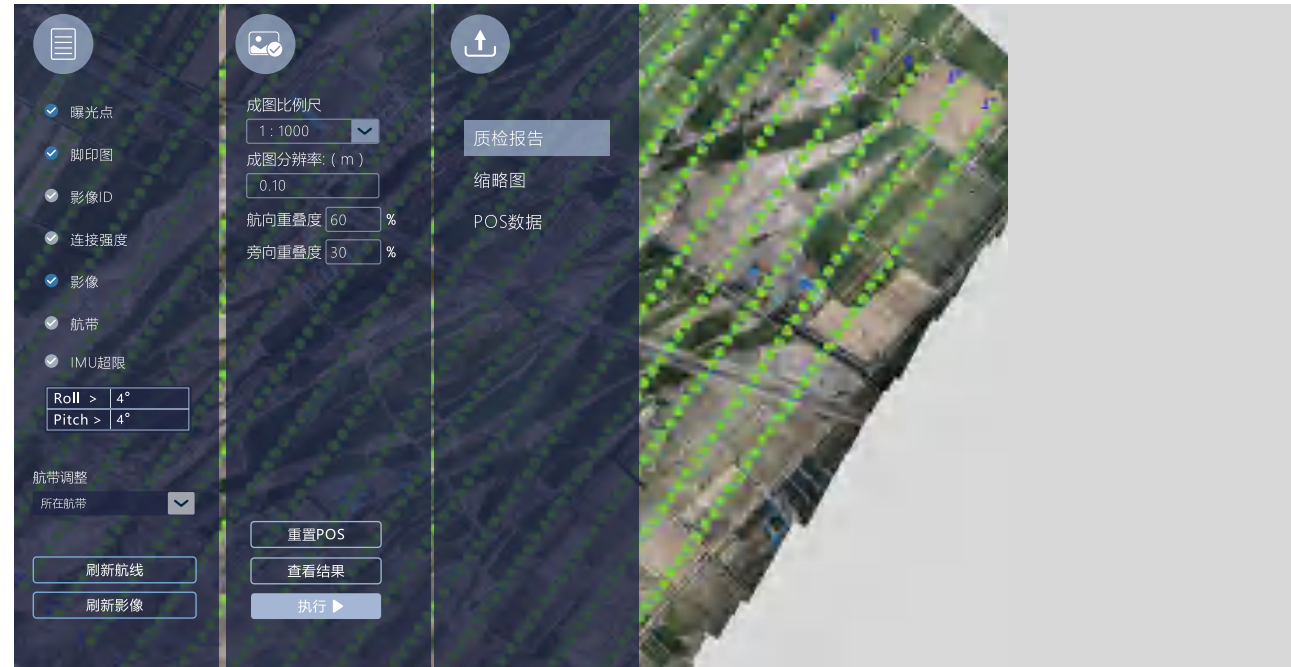 曝光点
脚印图
影像ID
连接强度
影像
航带
IMU超限
Roll > 4°
Pitch > 4°
航带调整
所在航带
刷新航线
刷新影像
成图比例尺
1 : 1000
成图分辨率: ( m )
0.10
航向重叠度 60 %
旁向重叠度 30 %
重置POS
查看结果
执行
质检报告
缩略图
POS数据